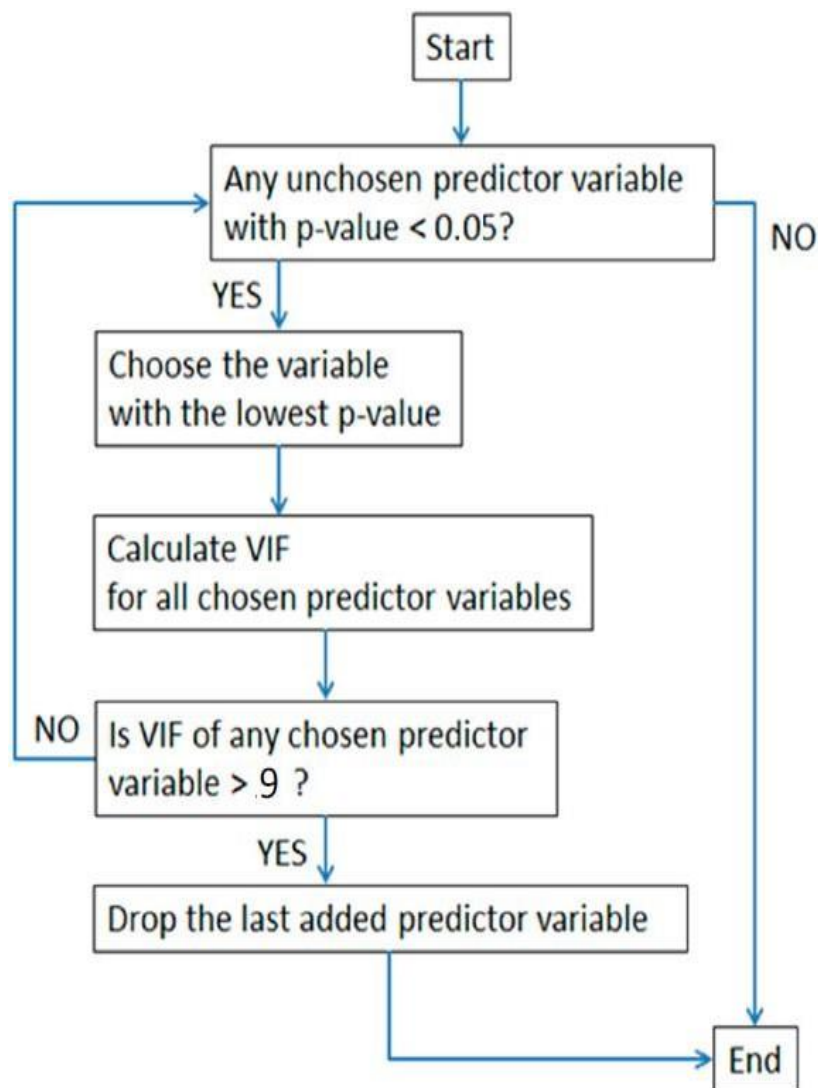 Start
Any unchosen predictor variable
with p-value < 0.05?
NO
YES
Choose the variable
with the lowest p-value
Calculate VIF
for all chosen predictor variables
NO
Is VIF of any chosen predictor
variable > 9 ?
YES
Drop the last added predictor variable
End